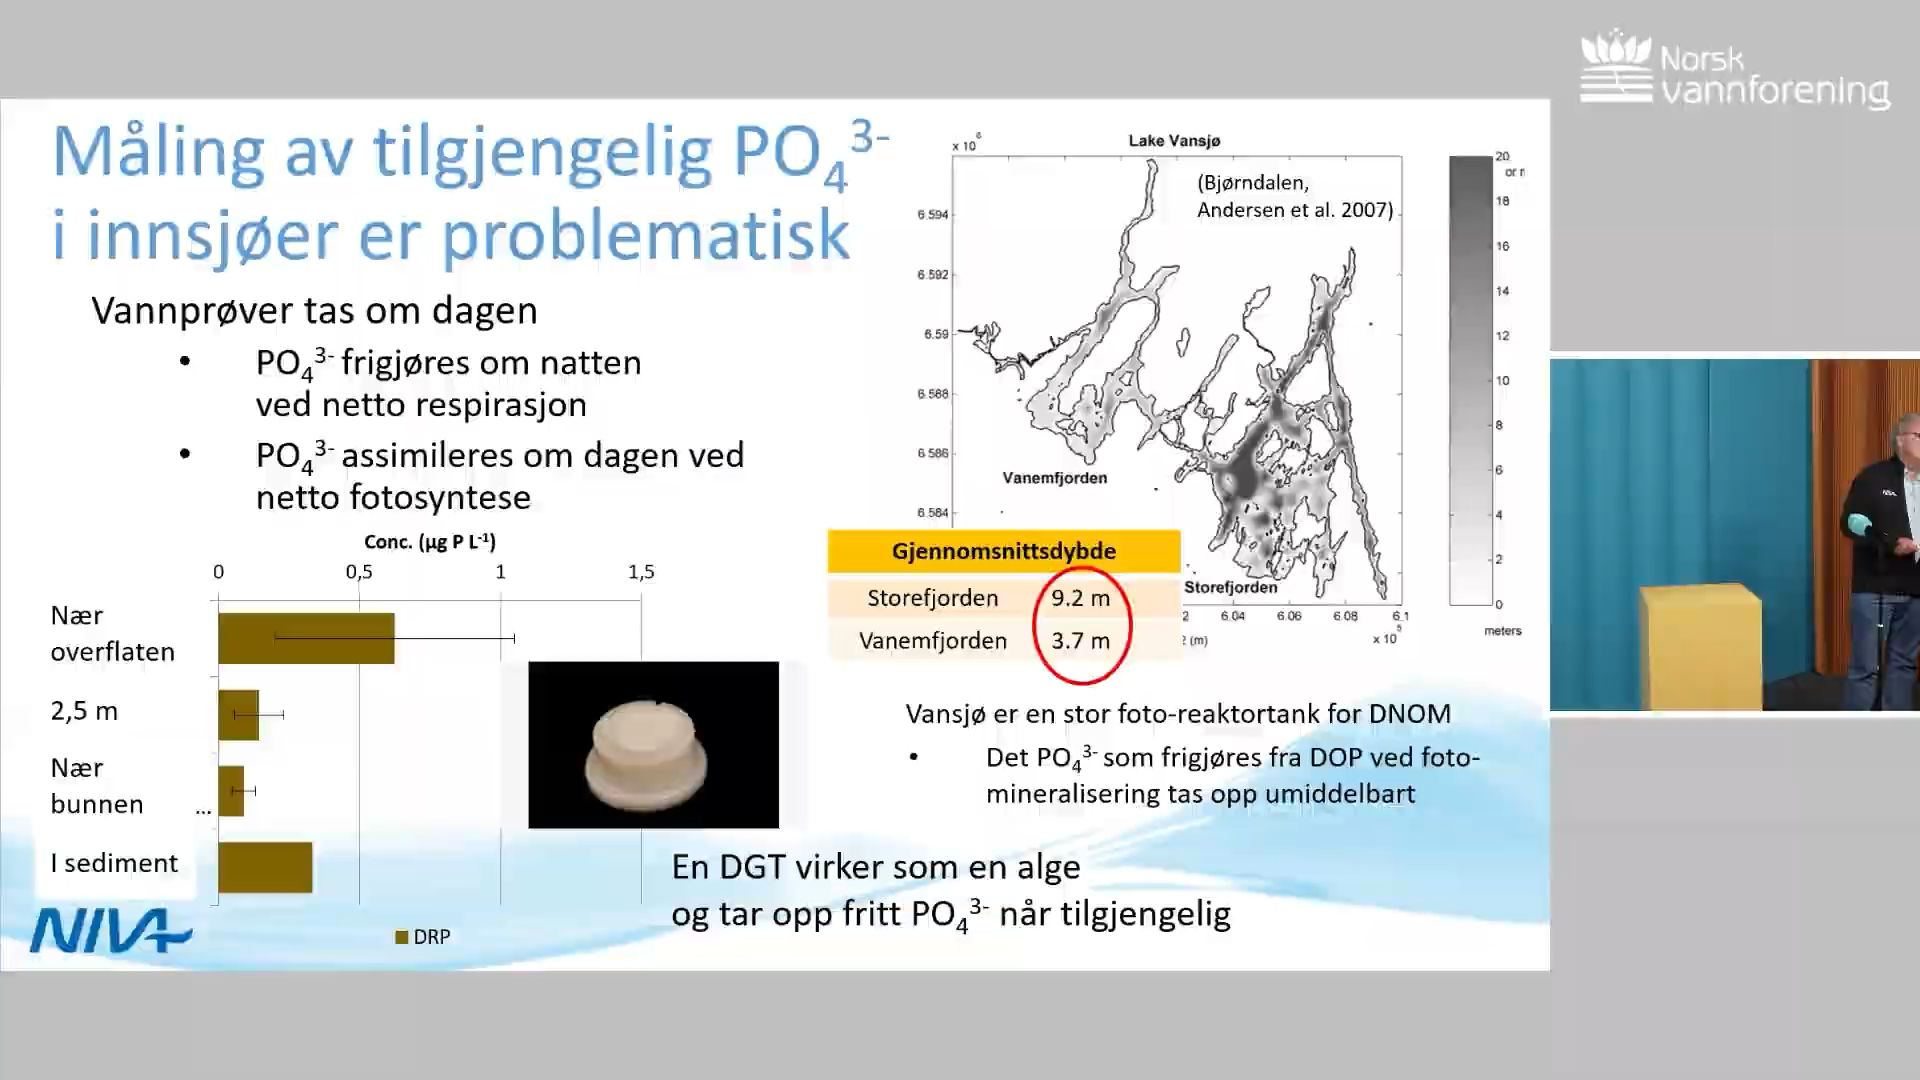 Norsk
vannforening
Måling av tilgjengelig PO₄³⁻
i innsjøer er problematisk
Vannprøver tas om dagen
• PO₄³⁻ frigjøres om natten
ved netto respirasjon
• PO₄³⁻ assimileres om dagen ved
netto fotosyntese
Conc. (µg P L⁻¹)
0 0,5 1 1,5
Nær
overflaten
2,5 m
Nær
bunnen ...
I sediment
DRP
NIVA
Lake Vansjø
x 10⁶
(Bjørndalen,
Andersen et al. 2007)
6.594
6.592
6.59
6.588
6.586
6.584
Vanemfjorden
Storefjorden
2 6.04 6.06 6.08 6.1
(m) x 10⁵
20
18
16
14
12
10
8
6
4
2
0
meters
Gjennomsnittsdybde
Storefjorden 9.2 m
Vanemfjorden 3.7 m
Vansjø er en stor foto-reaktortank for DNOM
• Det PO₄³⁻ som frigjøres fra DOP ved foto-
mineralisering tas opp umiddelbart
En DGT virker som en alge
og tar opp fritt PO₄³⁻ når tilgjengelig